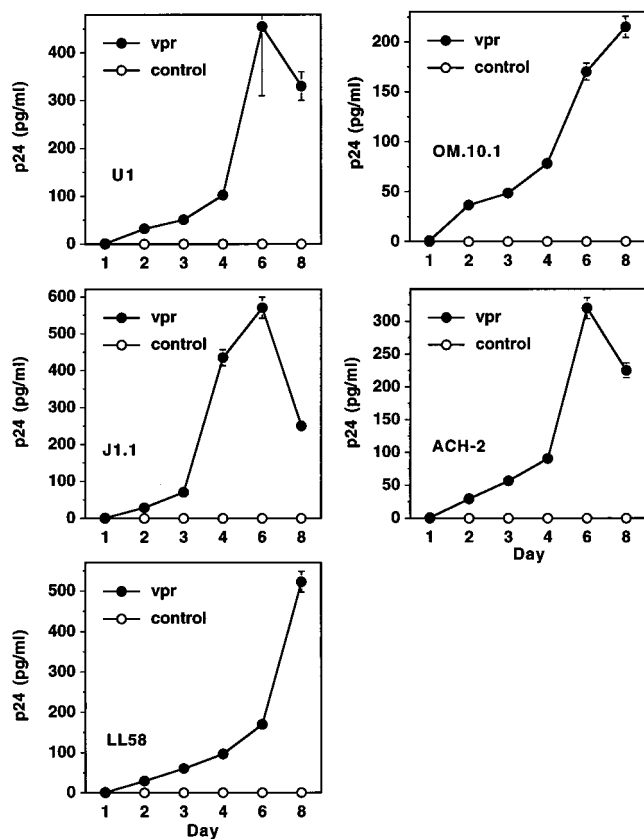 p24 (pg/ml)
400
300
200
100
0
vpr
control
U1
1 2 3 4 6 8
p24 (pg/ml)
200
150
100
50
0
vpr
control
OM.10.1
1 2 3 4 6 8
p24 (pg/ml)
600
500
400
300
200
100
0
vpr
control
J1.1
1 2 3 4 6 8
p24 (pg/ml)
300
250
200
150
100
50
0
vpr
control
ACH-2
1 2 3 4 6 8
Day
p24 (pg/ml)
500
400
300
200
100
0
vpr
control
LL58
1 2 3 4 6 8
Day